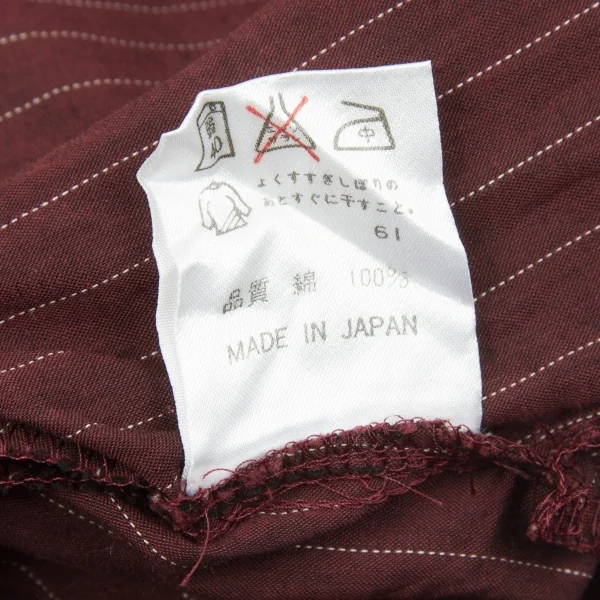 中
よくすすぎしぼりの
あとすぐに干すこと。
61
品質 綿 100%
MADE IN JAPAN